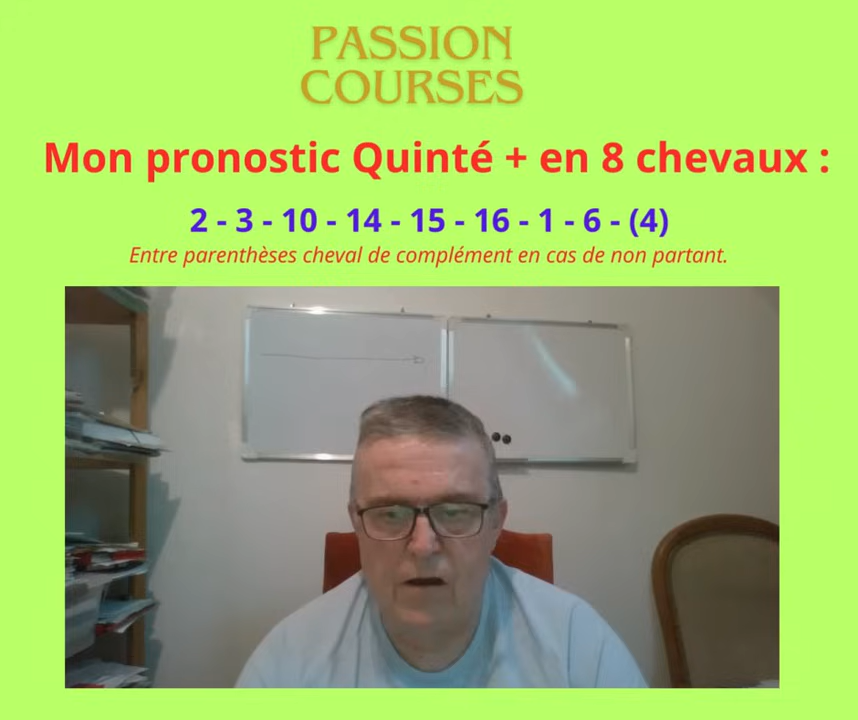 PASSION
COURSES
Mon pronostic Quinté + en 8 chevaux :
2 - 3 - 10 - 14 - 15 - 16 - 1 - 6 - (4)
Entre parenthèses cheval de complément en cas de non partant.